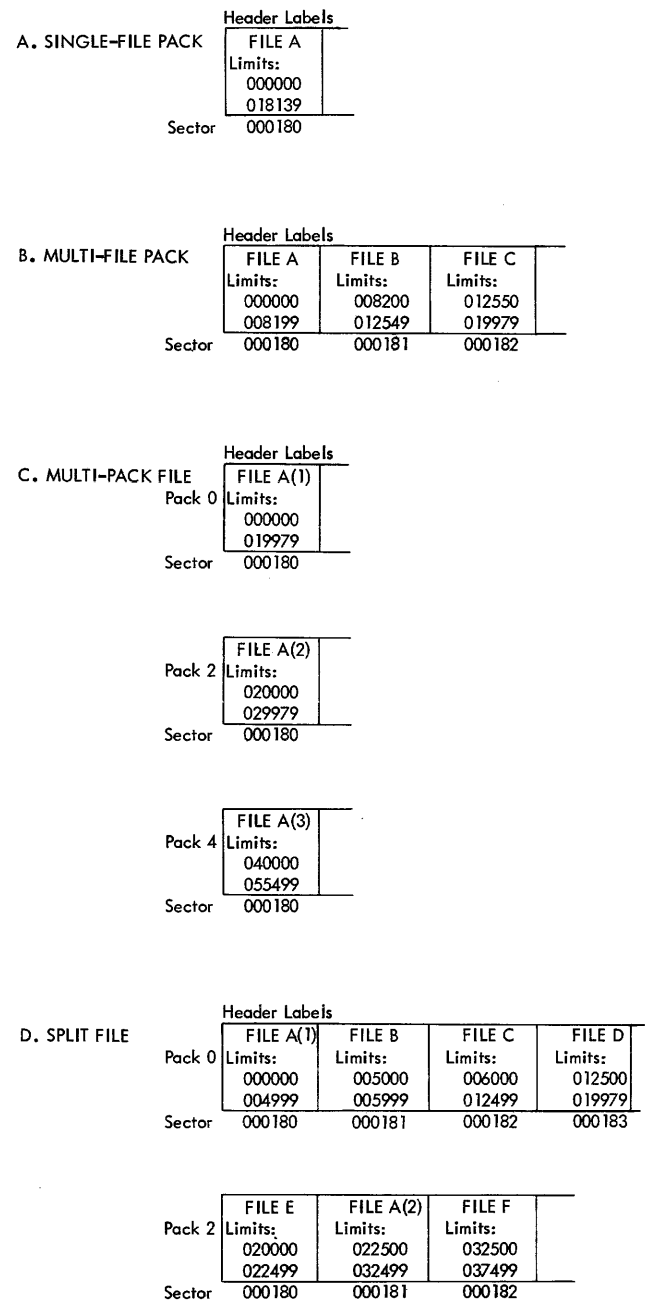 Header Labels
A. SINGLE-FILE PACK FILE A
Limits:
000000
018139
Sector 000180
Header Labels
B. MULTI-FILE PACK FILE A FILE B FILE C
Limits: Limits: Limits:
000000 008200 012550
008199 012549 019979
Sector 000180 000181 000182
Header Labels
C. MULTI-PACK FILE FILE A(1)
Pack 0 Limits:
000000
019979
Sector 000180
FILE A(2)
Pack 2 Limits:
020000
029979
Sector 000180
FILE A(3)
Pack 4 Limits:
040000
055499
Sector 000180
Header Labels
D. SPLIT FILE FILE A(1) FILE B FILE C FILE D
Pack 0 Limits: Limits: Limits: Limits:
000000 005000 006000 012500
004999 005999 012499 019979
Sector 000180 000181 000182 000183
FILE E FILE A(2) FILE F
Pack 2 Limits: Limits: Limits:
020000 022500 032500
022499 032499 037499
Sector 000180 000181 000182